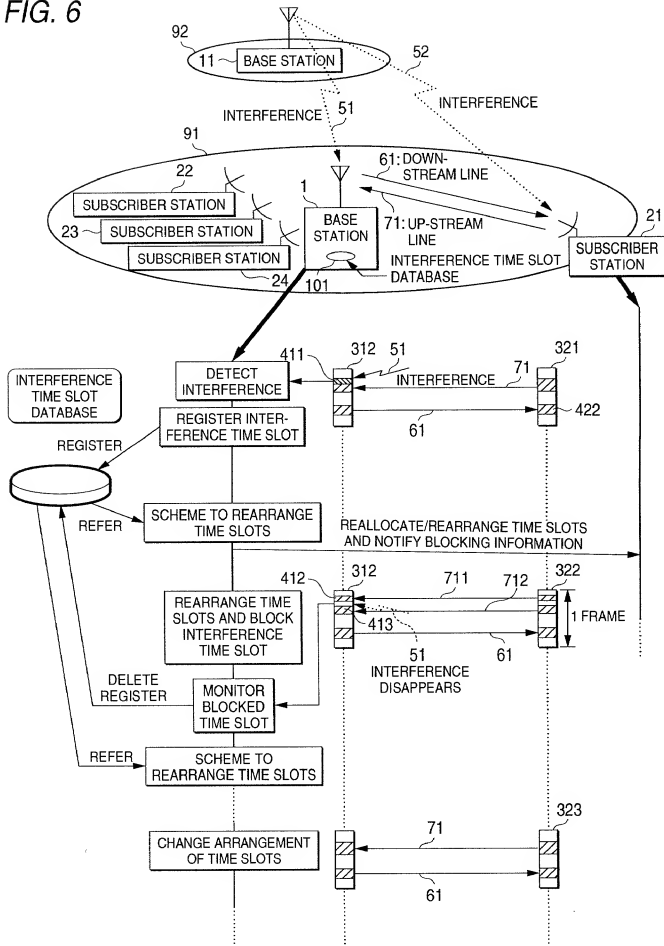 FIG. 6
92
11
BASE STATION
52
INTERFERENCE
51
INTERFERENCE
91
22
SUBSCRIBER STATION
23
SUBSCRIBER STATION
SUBSCRIBER STATION
24
1
BASE
STATION
101
61: DOWN-
STREAM LINE
71: UP-STREAM
LINE
INTERFERENCE TIME SLOT
DATABASE
21
SUBSCRIBER
STATION
INTERFERENCE
TIME SLOT
DATABASE
DETECT
INTERFERENCE
411
312
51
INTERFERENCE
71
321
61
422
REGISTER INTER-
FERENCE TIME SLOT
REGISTER
REFER
SCHEME TO REARRANGE
TIME SLOTS
REALLOCATE/REARRANGE TIME SLOTS
AND NOTIFY BLOCKING INFORMATION
412
312
711
712
322
1 FRAME
413
51
61
INTERFERENCE
DISAPPEARS
REARRANGE TIME
SLOTS AND BLOCK
INTERFERENCE
TIME SLOT
DELETE
REGISTER
MONITOR
BLOCKED
TIME SLOT
REFER
SCHEME TO
REARRANGE TIME SLOTS
CHANGE ARRANGEMENT
OF TIME SLOTS
71
323
61